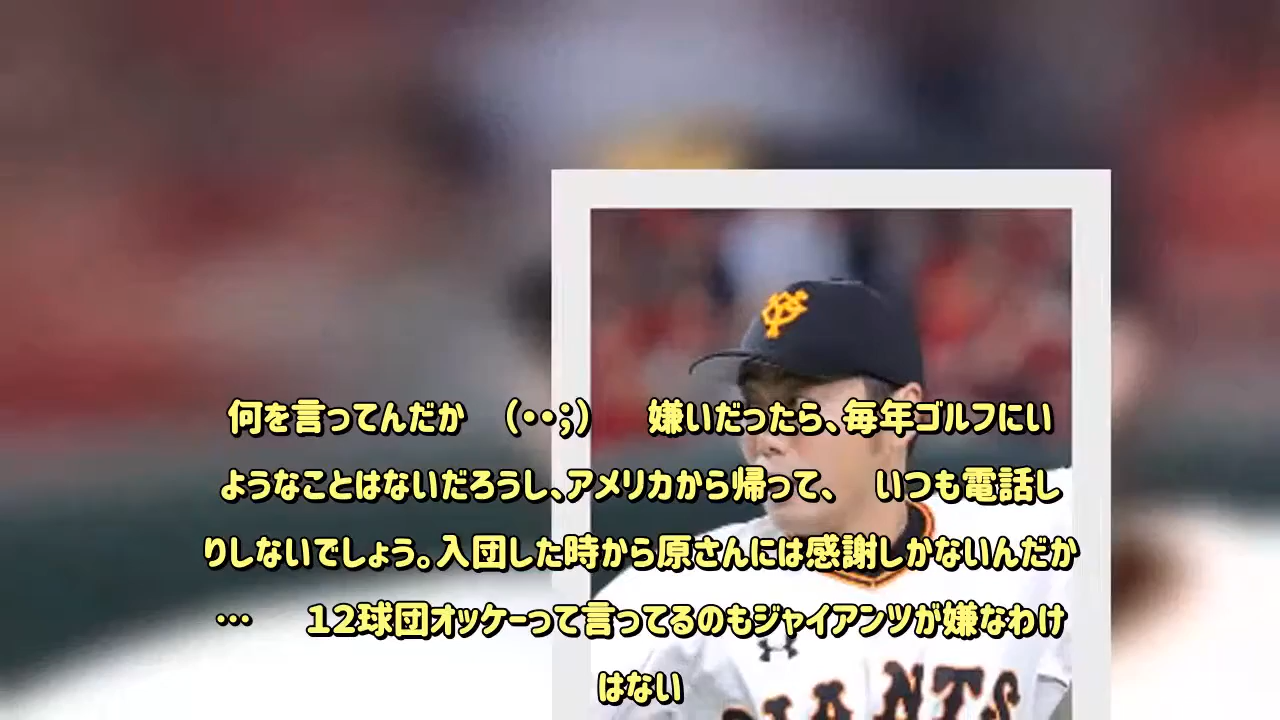 何を言ってんだか　（・・;）　嫌いだったら、毎年ゴルフにい
ようなことはないだろうし、アメリカから帰って、　いつも電話し
りしないでしょう。入団した時から原さんには感謝しかないんだか
…　１２球団オッケーって言ってるのもジャイアンツが嫌なわけ
はない
GIANTS